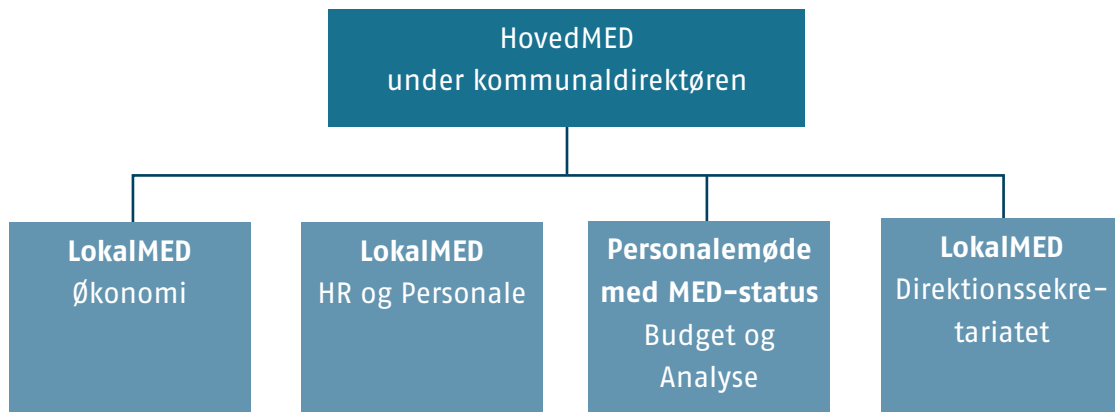 HovedMED
under kommunaldirektøren
LokalMED
Økonomi
LokalMED
HR og Personale
Personalemøde
med MED-status
Budget og
Analyse
LokalMED
Direktionssekre-
tariatet